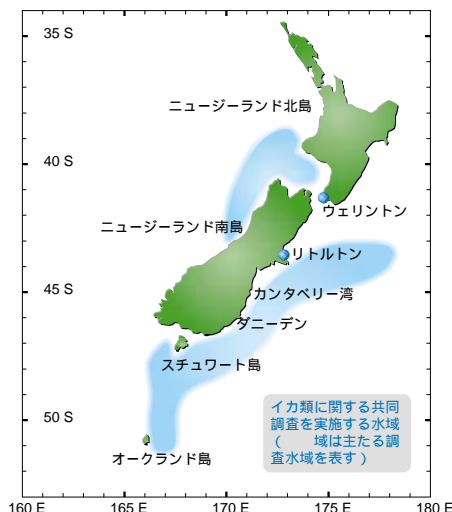 35 S
ニュージーランド北島
40 S
ウェリントン
ニュージーランド南島
リトルトン
45 S
カンタベリー湾
ダニーデン
スチュワート島
50 S
オークランド島
イカ類に関する共同
調査を実施する水域
(　　域は主たる調
査水域を表す)
160 E
165 E
170 E
175 E
180 E